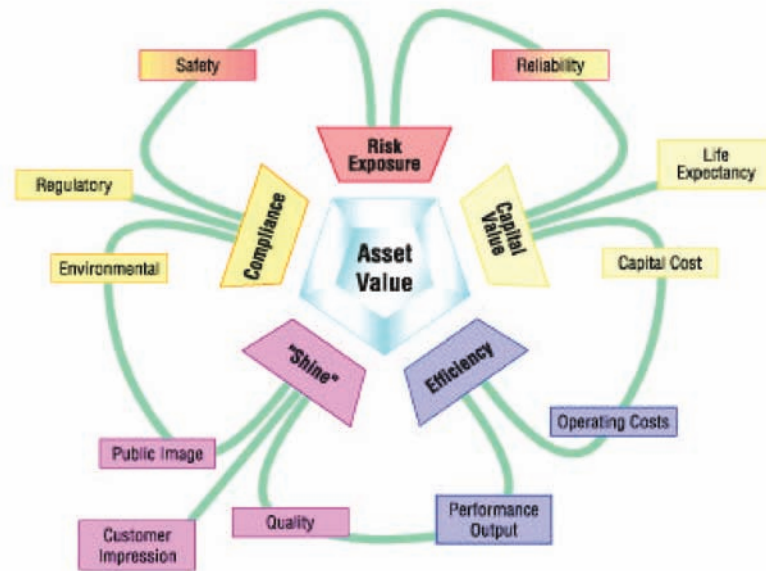 Safety
Reliability
Risk
Exposure
Life
Expectancy
Regulatory
Compliance
Capital
Value
Asset
Value
Environmental
Capital Cost
"Shine"
Efficiency
Operating Costs
Public Image
Performance
Output
Quality
Customer
Impression